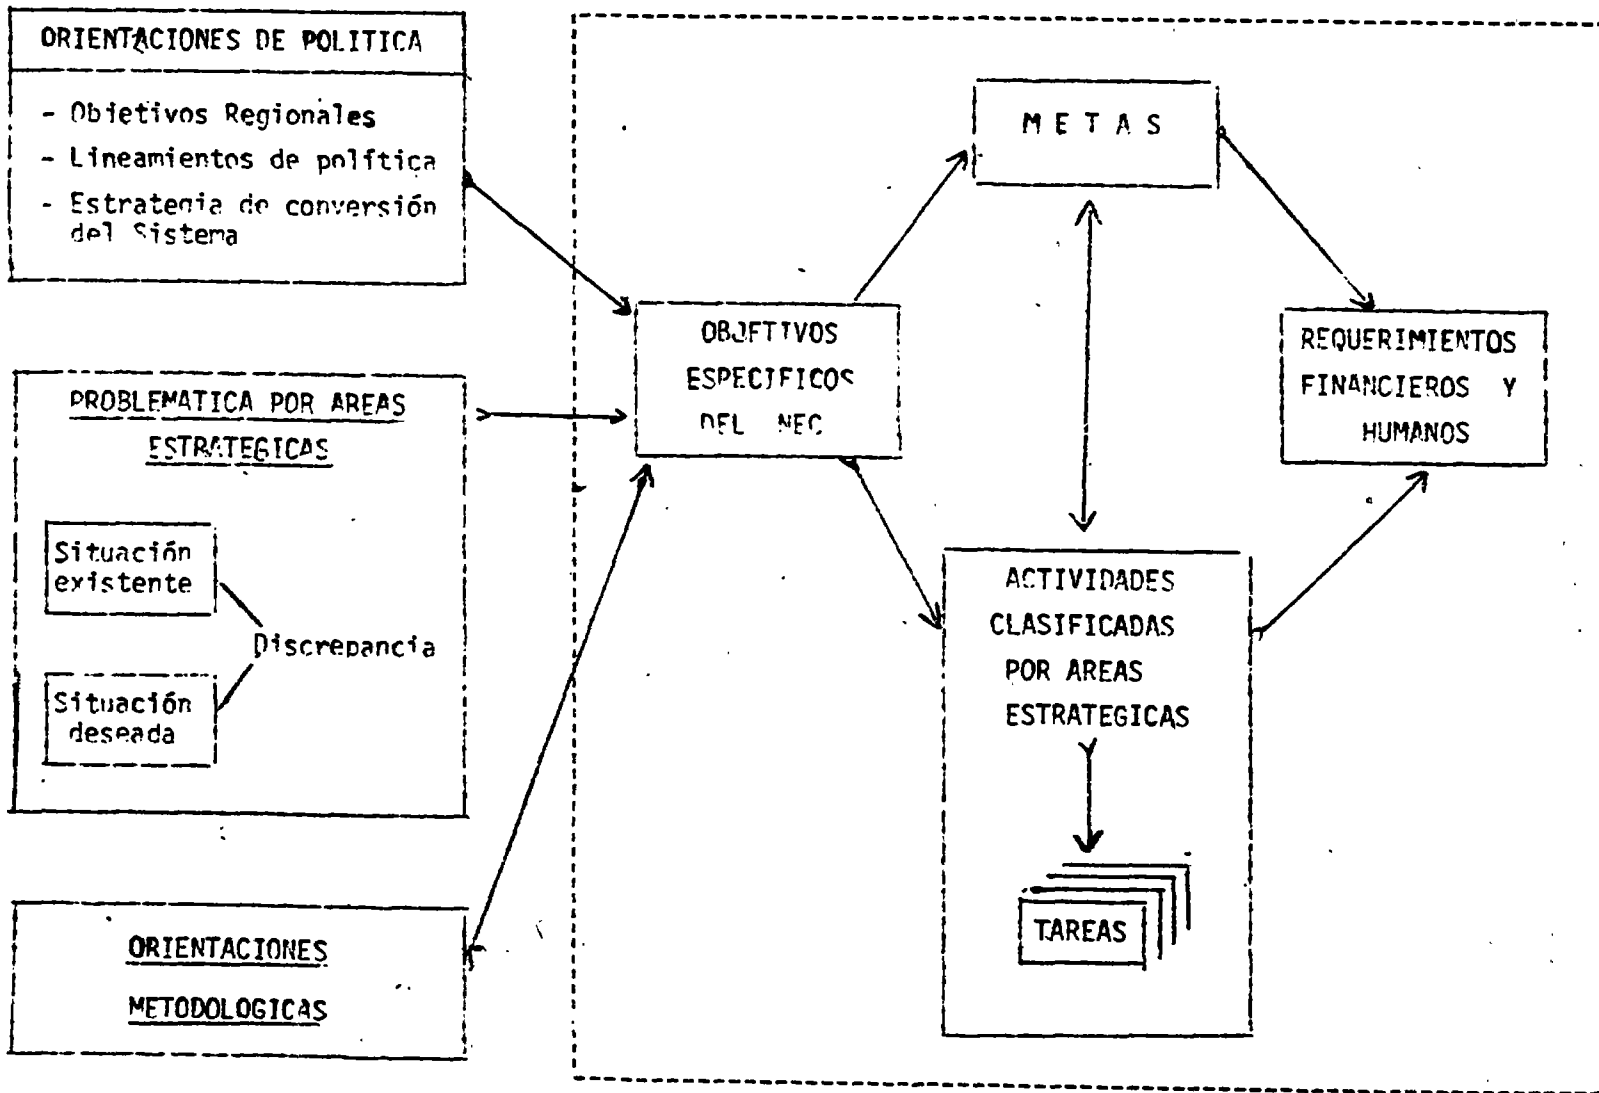 ORIENTACIONES DE POLITICA
- Objetivos Regionales
- Lineamientos de política
- Estrategia de conversión
del Sistema
PROBLEMATICA POR AREAS
ESTRATEGICAS
Situación
existente
Discrepancia
Situación
deseada
ORIENTACIONES
METODOLOGICAS
OBJETIVOS
ESPECIFICOS
DEL NEC
M E T A S
ACTIVIDADES
CLASIFICADAS
POR AREAS
ESTRATEGICAS
TAREAS
REQUERIMIENTOS
FINANCIEROS Y
HUMANOS